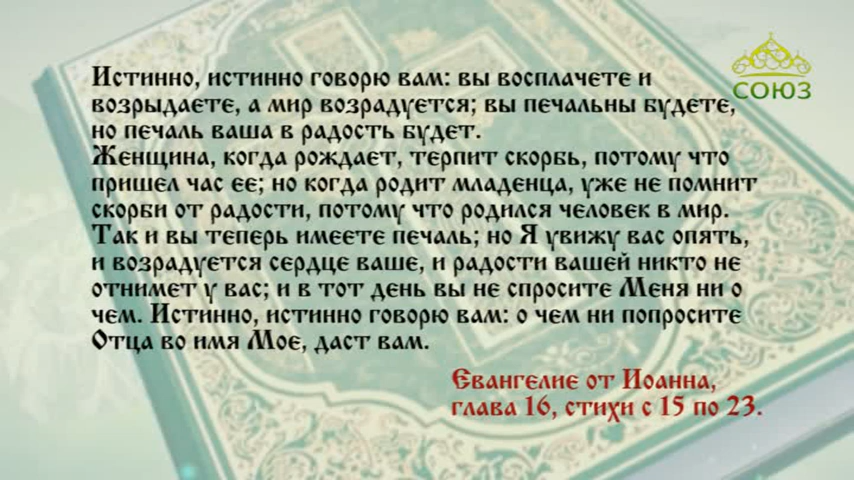 Истинно, истинно говорю вам: вы восплачете и
возрыдаете, а мир возрадуется; вы печальны будете,
но печаль ваша в радость будет.
Женщина, когда рождает, терпит скорбь, потому что
пришел час ее; но когда родит младенца, уже не помнит
скорби от радости, потому что родился человек в мир.
Так и вы теперь имеете печаль; но Я увижу вас опять,
и возрадуется сердце ваше, и радости вашей никто не
отнимет у вас; и в тот день вы не спросите Меня ни о
чем. Истинно, истинно говорю вам: о чем ни попросите
Отца во имя Мое, даст вам.
Евангелие от Иоанна,
глава 16, стихи с 15 по 23.
СОЮЗ